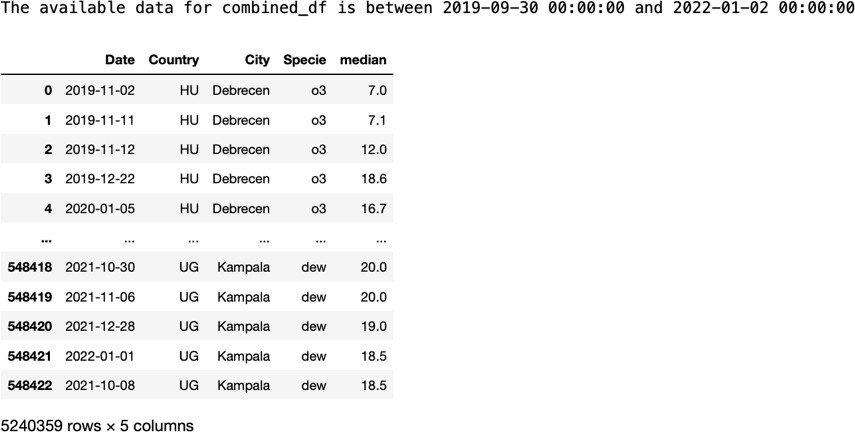 The available data for combined_df is between 2019-09-30 00:00:00 and 2022-01-02 00:00:00
Date Country City Specie median
0 2019-11-02 HU Debrecen o3 7.0
1 2019-11-11 HU Debrecen o3 7.1
2 2019-11-12 HU Debrecen o3 12.0
3 2019-12-22 HU Debrecen o3 18.6
4 2020-01-05 HU Debrecen o3 16.7
... ... ... ... ... ...
548418 2021-10-30 UG Kampala dew 20.0
548419 2021-11-06 UG Kampala dew 20.0
548420 2021-12-28 UG Kampala dew 19.0
548421 2022-01-01 UG Kampala dew 18.5
548422 2021-10-08 UG Kampala dew 18.5
5240359 rows × 5 columns